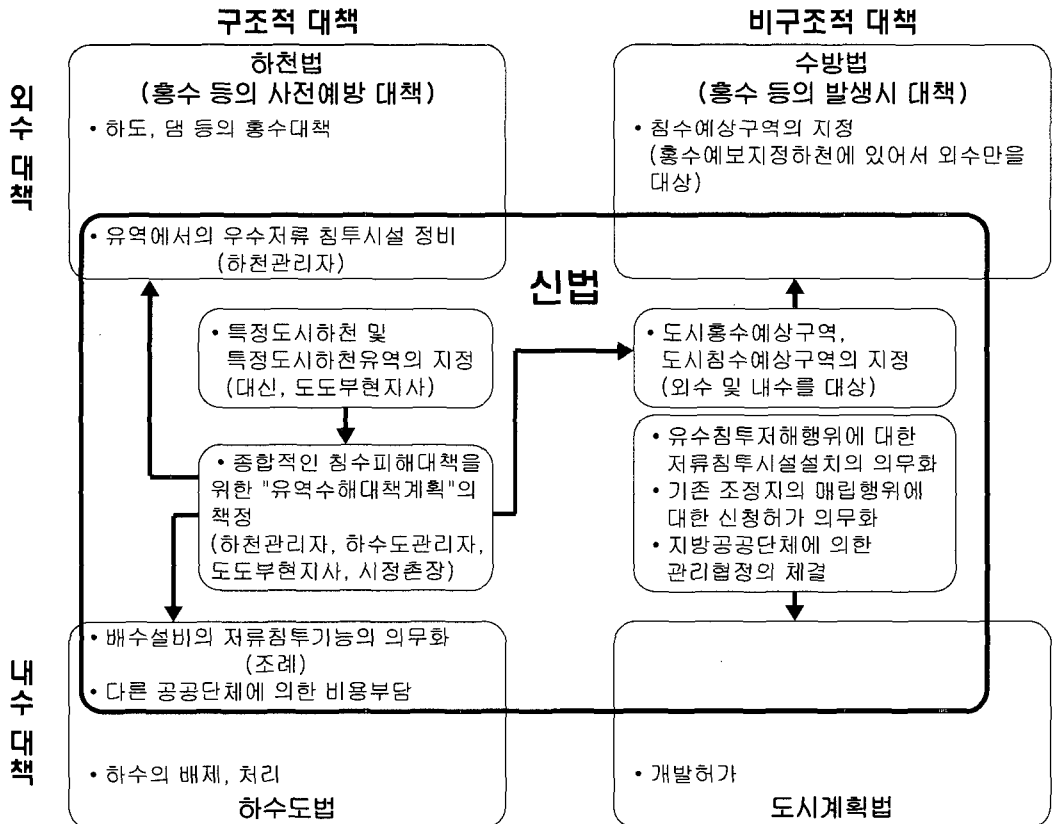 구조적 대책
비구조적 대책
외수 대책
하천법
(홍수 등의 사전예방 대책)
• 하도, 댐 등의 홍수대책
수방법
(홍수 등의 발생시 대책)
• 침수예상구역의 지정
(홍수예보지정하천에 있어서 외수만을
대상)
• 유역에서의 우수저류 침투시설 정비
(하천관리자)
신법
• 특정도시하천 및
특정도시하천유역의 지정
(대신, 도도부현지사)
• 도시홍수예상구역,
도시침수예상구역의 지정
(외수 및 내수를 대상)
• 종합적인 침수피해대책을
위한 "유역수해대책계획"의
책정
(하천관리자, 하수도관리자,
도도부현지사, 시정촌장)
• 유수침투저해행위에 대한
저류침투시설설치의 의무화
• 기존 조정지의 매립행위에
대한 신청허가 의무화
• 지방공공단체에 의한
관리협정의 체결
내수 대책
• 배수설비의 저류침투기능의 의무화
(조례)
• 다른 공공단체에 의한 비용부담
• 하수의 배제, 처리
하수도법
• 개발허가
도시계획법